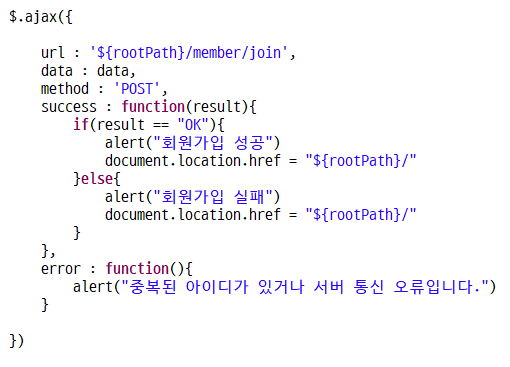 $.ajax({
url : '${rootPath}/member/join',
data : data,
method : 'POST',
success : function(result){
if(result == "OK"){
alert("회원가입 성공")
document.location.href = "${rootPath}/"
}else{
alert("회원가입 실패")
document.location.href = "${rootPath}/"
}
},
error : function(){
alert("중복된 아이디가 있거나 서버 통신 오류입니다.")
}
})